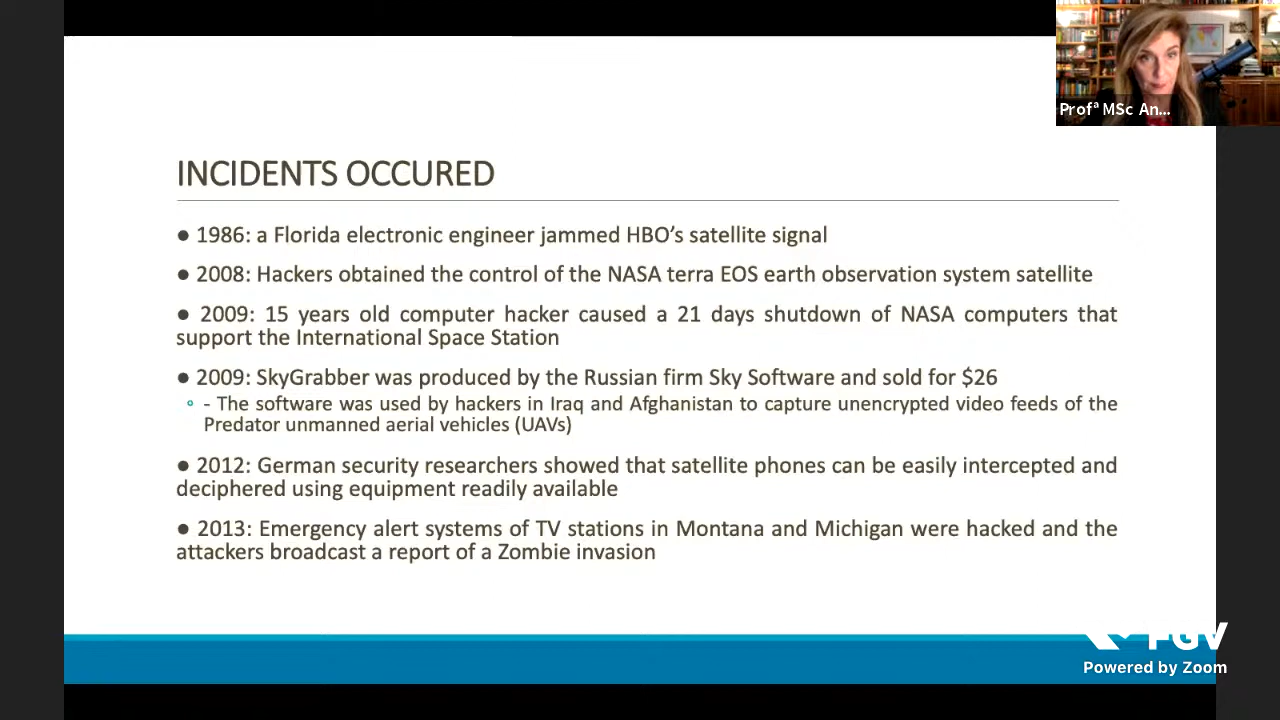 Profª MSc An...
INCIDENTS OCCURED
● 1986: a Florida electronic engineer jammed HBO’s satellite signal
● 2008: Hackers obtained the control of the NASA terra EOS earth observation system satellite
● 2009: 15 years old computer hacker caused a 21 days shutdown of NASA computers that
support the International Space Station
● 2009: SkyGrabber was produced by the Russian firm Sky Software and sold for $26
◦ - The software was used by hackers in Iraq and Afghanistan to capture unencrypted video feeds of the
Predator unmanned aerial vehicles (UAVs)
● 2012: German security researchers showed that satellite phones can be easily intercepted and
deciphered using equipment readily available
● 2013: Emergency alert systems of TV stations in Montana and Michigan were hacked and the
attackers broadcast a report of a Zombie invasion
FGV
Powered by Zoom